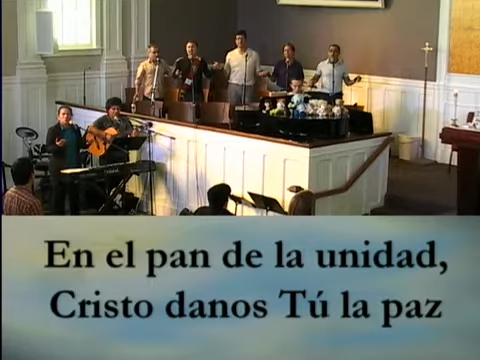 En el pan de la unidad,
Cristo danos Tú la paz